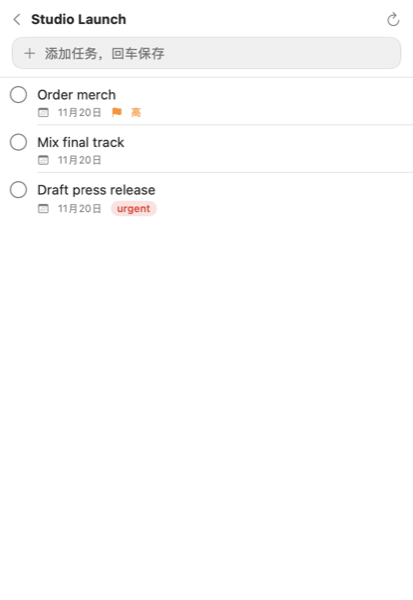 Studio Launch
添加任务，回车保存
Order merch
11月20日 高
Mix final track
11月20日
Draft press release
11月20日 urgent